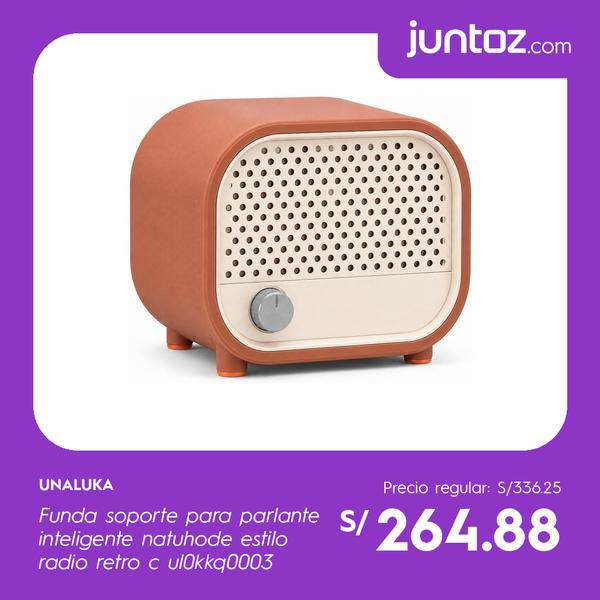 juntoz.com
UNALUKA
Funda soporte para parlante
inteligente natuhode estilo
radio retro c ul0kkq0003
Precio regular: S/336.25
S/ 264.88